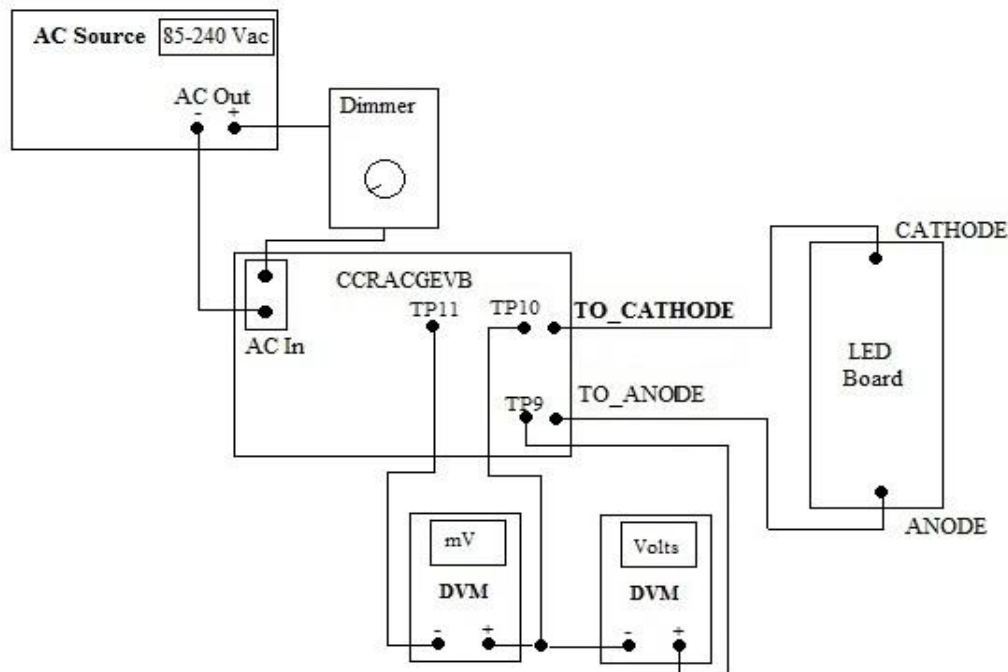 AC Source 85-240 Vac
AC Out
- +
Dimmer
CATHODE
CCRACGEVB
TP11 TP10 TO_CATHODE
AC In
LED
Board
TP9 TO_ANODE
ANODE
mV
DVM
- +
Volts
DVM
- +